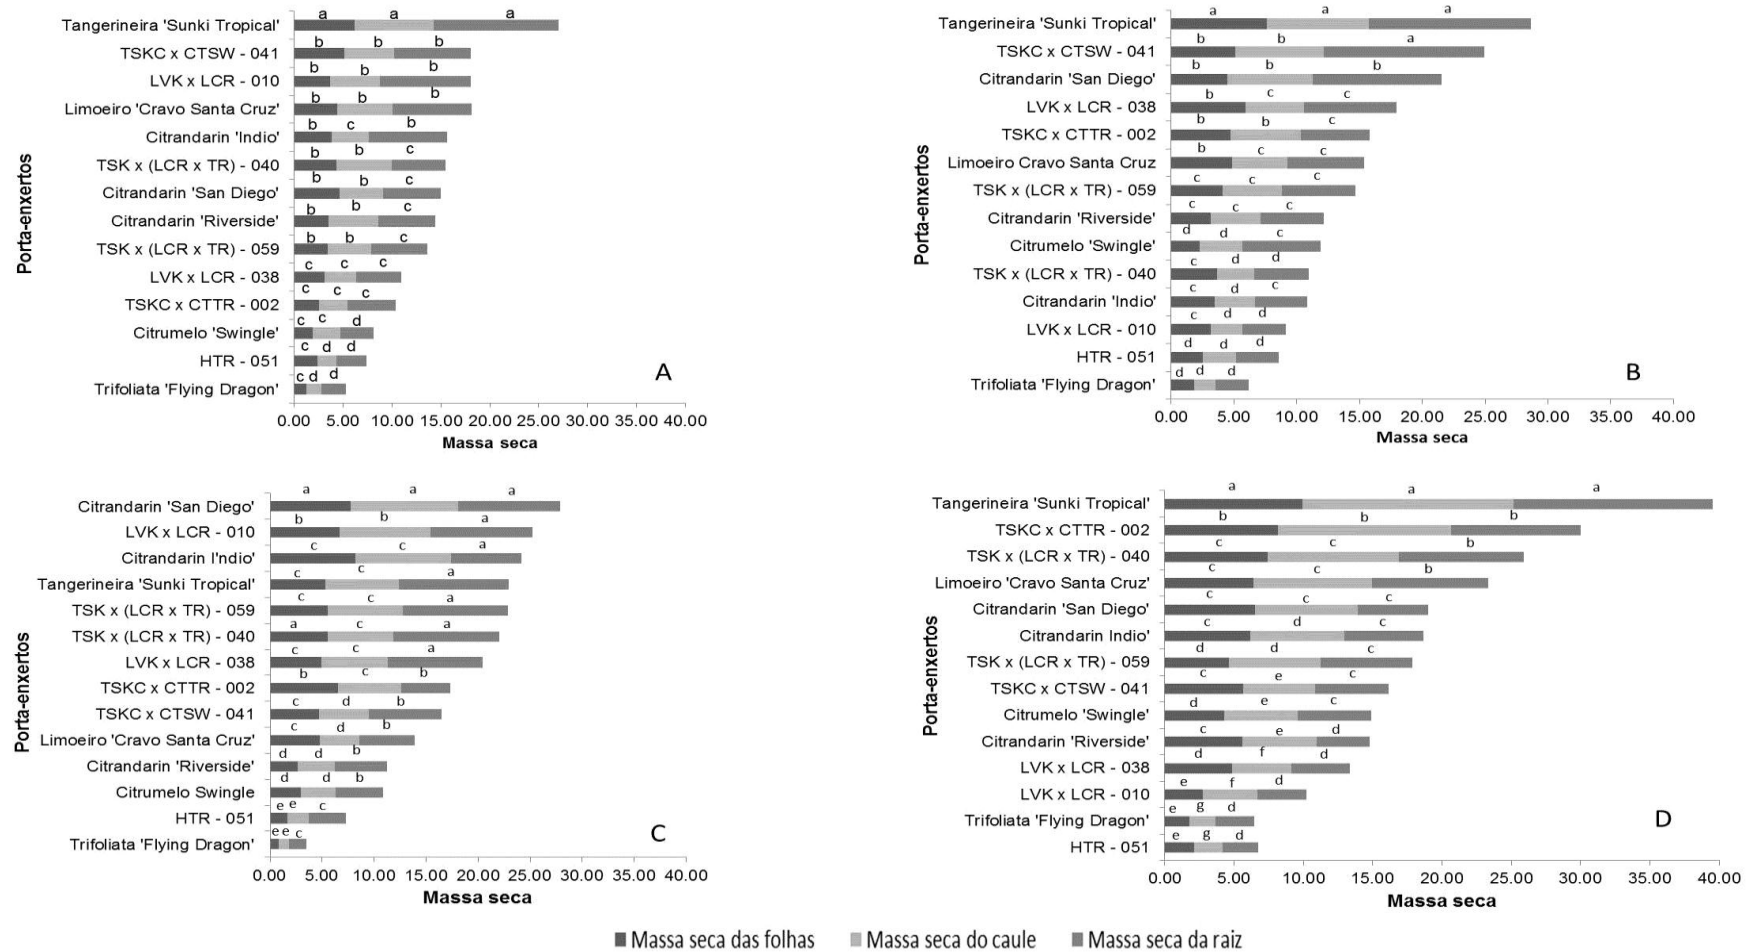 Porta-enxertos
a a a
Tangerineira 'Sunki Tropical'
b b b
TSKC x CTSW - 041
b b b
LVK x LCR - 010
b b b
Limoeiro 'Cravo Santa Cruz'
b c b
Citrandarin 'Indio'
b b c
TSK x (LCR x TR) - 040
b b c
Citrandarin 'San Diego'
b b c
Citrandarin 'Riverside'
b b c
TSK x (LCR x TR) - 059
c c c
LVK x LCR - 038
c c c
TSKC x CTTR - 002
c c d
Citrumelo 'Swingle'
c d d
HTR - 051
c d d
Trifoliata 'Flying Dragon'
A
0.00 5.00 10.00 15.00 20.00 25.00 30.00 35.00 40.00
Massa seca
Porta-enxertos
a a a
Tangerineira 'Sunki Tropical'
b b a
TSKC x CTSW - 041
b b b
Citrandarin 'San Diego'
b c c
LVK x LCR - 038
b b c
TSKC x CTTR - 002
b c c
Limoeiro Cravo Santa Cruz
c c c
TSK x (LCR x TR) - 059
c c c
Citrandarin 'Riverside'
d d c
Citrumelo 'Swingle'
c d d
TSK x (LCR x TR) - 040
c d c
Citrandarin 'Indio'
c d d
LVK x LCR - 010
d d d
HTR - 051
d d d
Trifoliata 'Flying Dragon'
B
0.00 5.00 10.00 15.00 20.00 25.00 30.00 35.00 40.00
Massa seca
Porta-enxertos
a a a
Citrandarin 'San Diego'
b b a
LVK x LCR - 010
c c a
Citrandarin I'ndio'
c c a
Tangerineira 'Sunki Tropical'
c c a
TSK x (LCR x TR) - 059
a c a
TSK x (LCR x TR) - 040
c c a
LVK x LCR - 038
b c b
TSKC x CTTR - 002
c d b
TSKC x CTSW - 041
c d b
Limoeiro 'Cravo Santa Cruz'
d d b
Citrandarin 'Riverside'
d d b
Citrumelo Swingle
e e c
HTR - 051
e e c
Trifoliata 'Flying Dragon'
C
0.00 5.00 10.00 15.00 20.00 25.00 30.00 35.00 40.00
Massa seca
Porta-enxertos
a a a
Tangerineira 'Sunki Tropical'
b b b
TSKC x CTTR - 002
c c b
TSK x (LCR x TR) - 040
c c b
Limoeiro 'Cravo Santa Cruz'
c c c
Citrandarin 'San Diego'
c d c
Citrandarin Indio'
d d c
TSK x (LCR x TR) - 059
c e c
TSKC x CTSW - 041
d e c
Citrumelo 'Swingle'
c e d
Citrandarin 'Riverside'
d f d
LVK x LCR - 038
e f d
LVK x LCR - 010
e g d
Trifoliata 'Flying Dragon'
e g d
HTR - 051
D
0.00 5.00 10.00 15.00 20.00 25.00 30.00 35.00 40.00
Massa seca
Massa seca das folhas Massa seca do caule Massa seca da raiz